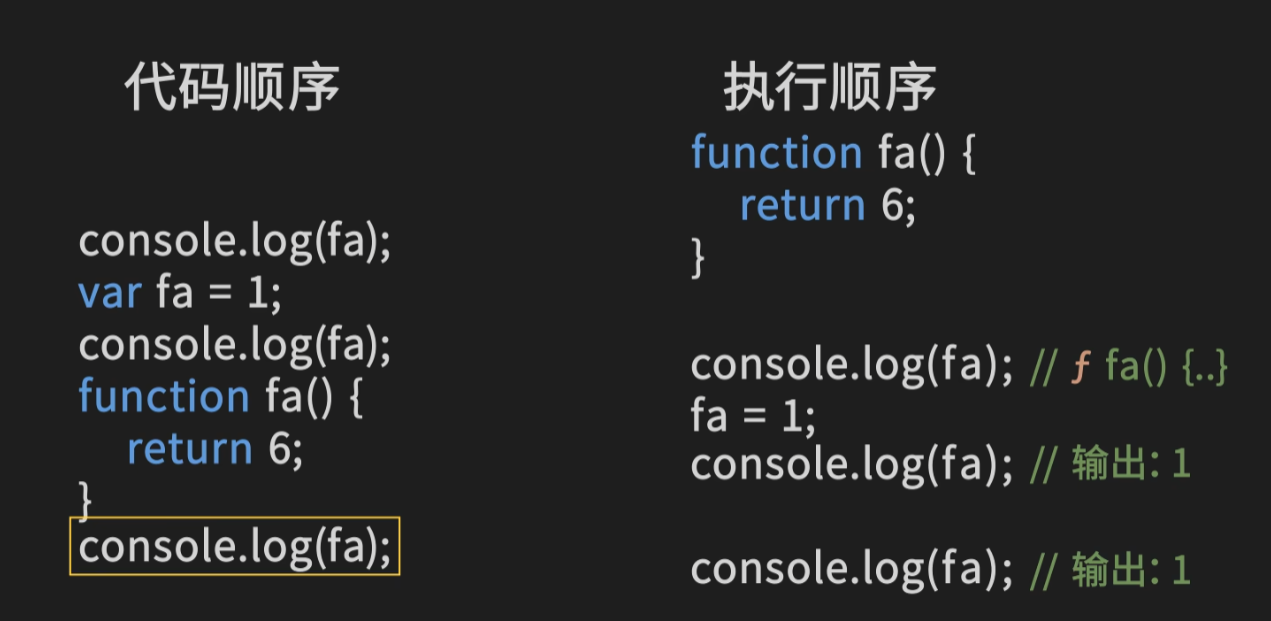 代码顺序
console.log(fa);
var fa = 1;
console.log(fa);
function fa() {
    return 6;
}
console.log(fa);
执行顺序
function fa() {
    return 6;
}
console.log(fa); // ƒ fa() {..}
fa = 1;
console.log(fa); // 输出: 1
console.log(fa); // 输出: 1